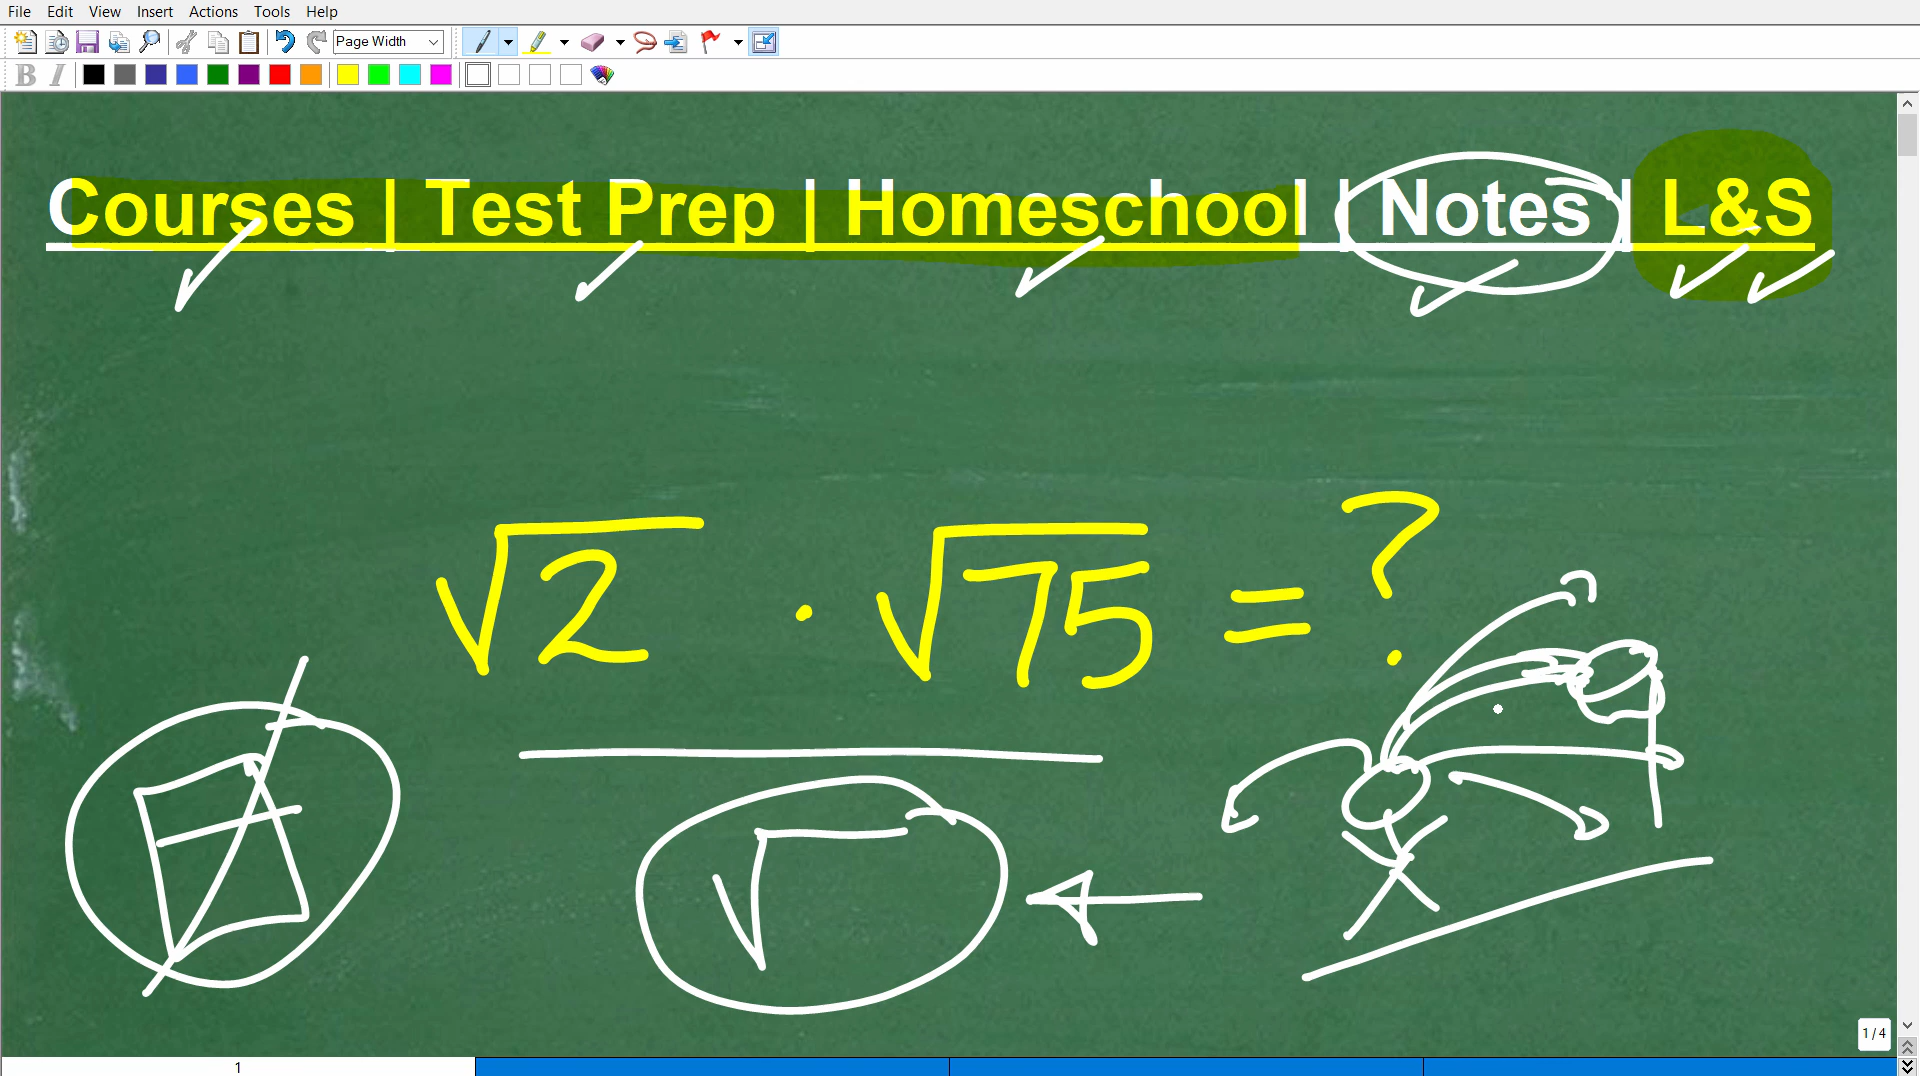 File Edit View Insert Actions Tools Help
Page Width
B I
Courses | Test Prep | Homeschool | Notes | L&S
√2 · √75 = ?
√
1 / 4
1